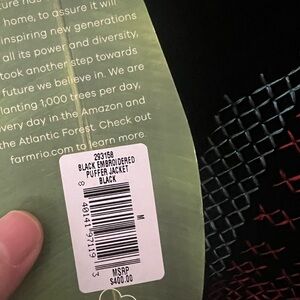 home, to assure it will
inspiring new generations
all its power and diversity,
took another step towards
future we believe in. We are
planting 1,000 trees per day,
every day in the Amazon and
the Atlantic Forest. Check out
farmrio.com to learn more.
293158
BLACK EMBROIDERED
PUFFER JACKET
BLACK
M
MSRP
$400.00